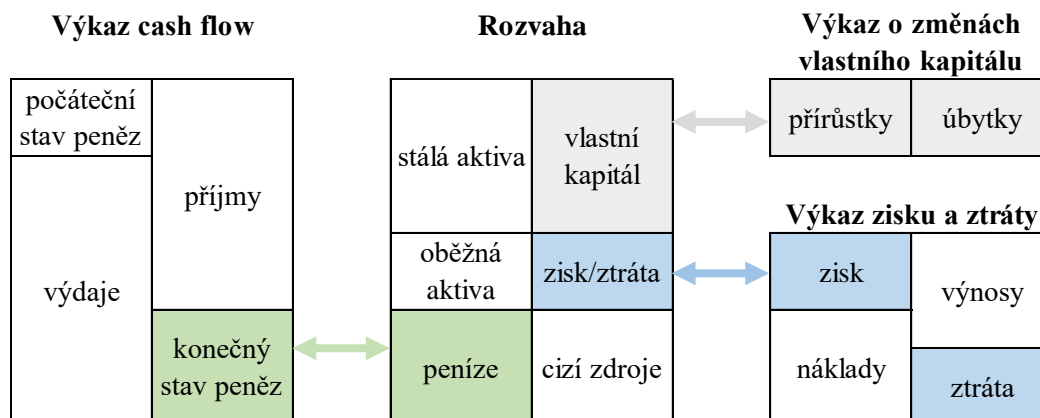 Výkaz cash flow
počáteční
stav peněz
příjmy
výdaje
konečný
stav peněz
Rozvaha
stálá aktiva
vlastní
kapitál
oběžná
aktiva
zisk/ztráta
peníze
cizí zdroje
Výkaz o změnách
vlastního kapitálu
přírůstky
úbytky
Výkaz zisku a ztráty
zisk
výnosy
náklady
ztráta